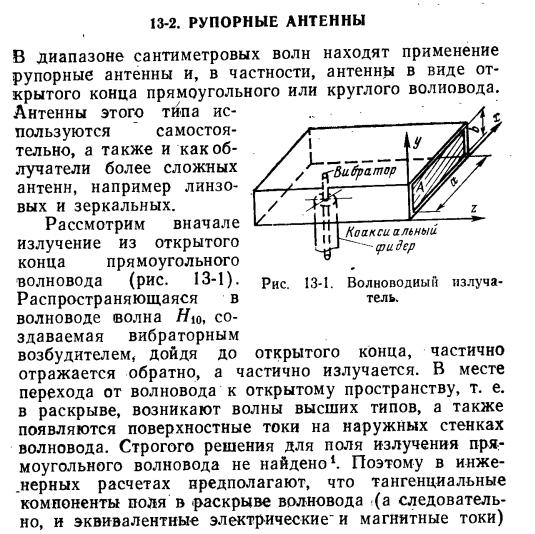 13-2. РУПОРНЫЕ АНТЕННЫ
В диапазоне сантиметровых волн находят применение
рупорные антенны и, в частности, антенны в виде от-
крытого конца прямоугольного или круглого волновода.
Антенны этого типа ис-
пользуются самостоя-
тельно, а также и как об-
лучатели более сложных
антенн, например линзо-
вых и зеркальных.
Рассмотрим вначале
излучение из открытого
конца прямоугольного
волновода (рис. 13-1).
Распространяющаяся в
волноводе волна H₁₀, со-
здаваемая вибраторным
Вибратор
y
A
a
b
x
z
Коаксиальный
фидер
Рис. 13-1. Волноводный излуча-
тель.
возбудителем, дойдя до открытого конца, частично
отражается обратно, а частично излучается. В месте
перехода от волновода к открытому пространству, т. е.
в раскрыве, возникают волны высших типов, а также
появляются поверхностные токи на наружных стенках
волновода. Строгого решения для поля излучения пря-
моугольного волновода не найдено¹. Поэтому в инже-
нерных расчетах предполагают, что тангенциальные
компоненты поля в раскрыве волновода (а следователь-
но, и эквивалентные электрические и магнитные токи)